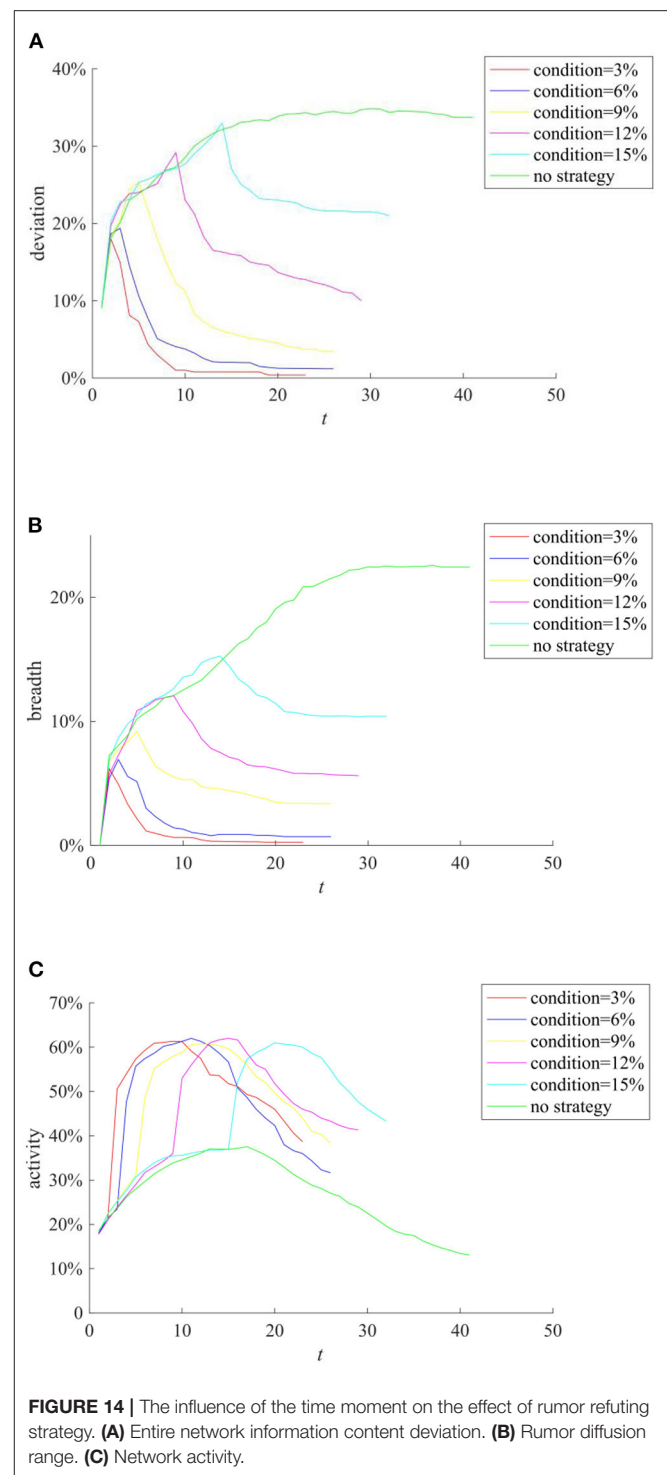 A
40%
30%
20%
10%
0%
deviation
0
10
20
30
40
50
t
condition=3%
condition=6%
condition=9%
condition=12%
condition=15%
no strategy
B
20%
10%
0%
breadth
0
10
20
30
40
50
t
condition=3%
condition=6%
condition=9%
condition=12%
condition=15%
no strategy
C
70%
60%
50%
40%
30%
20%
10%
0
activity
0
10
20
30
40
50
t
condition=3%
condition=6%
condition=9%
condition=12%
condition=15%
no strategy
FIGURE 14 | The influence of the time moment on the effect of rumor refuting
strategy. (A) Entire network information content deviation. (B) Rumor diffusion
range. (C) Network activity.